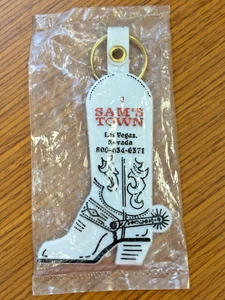 SAM'S
TOWN
Las Vegas,
Nevada
800-634-6371